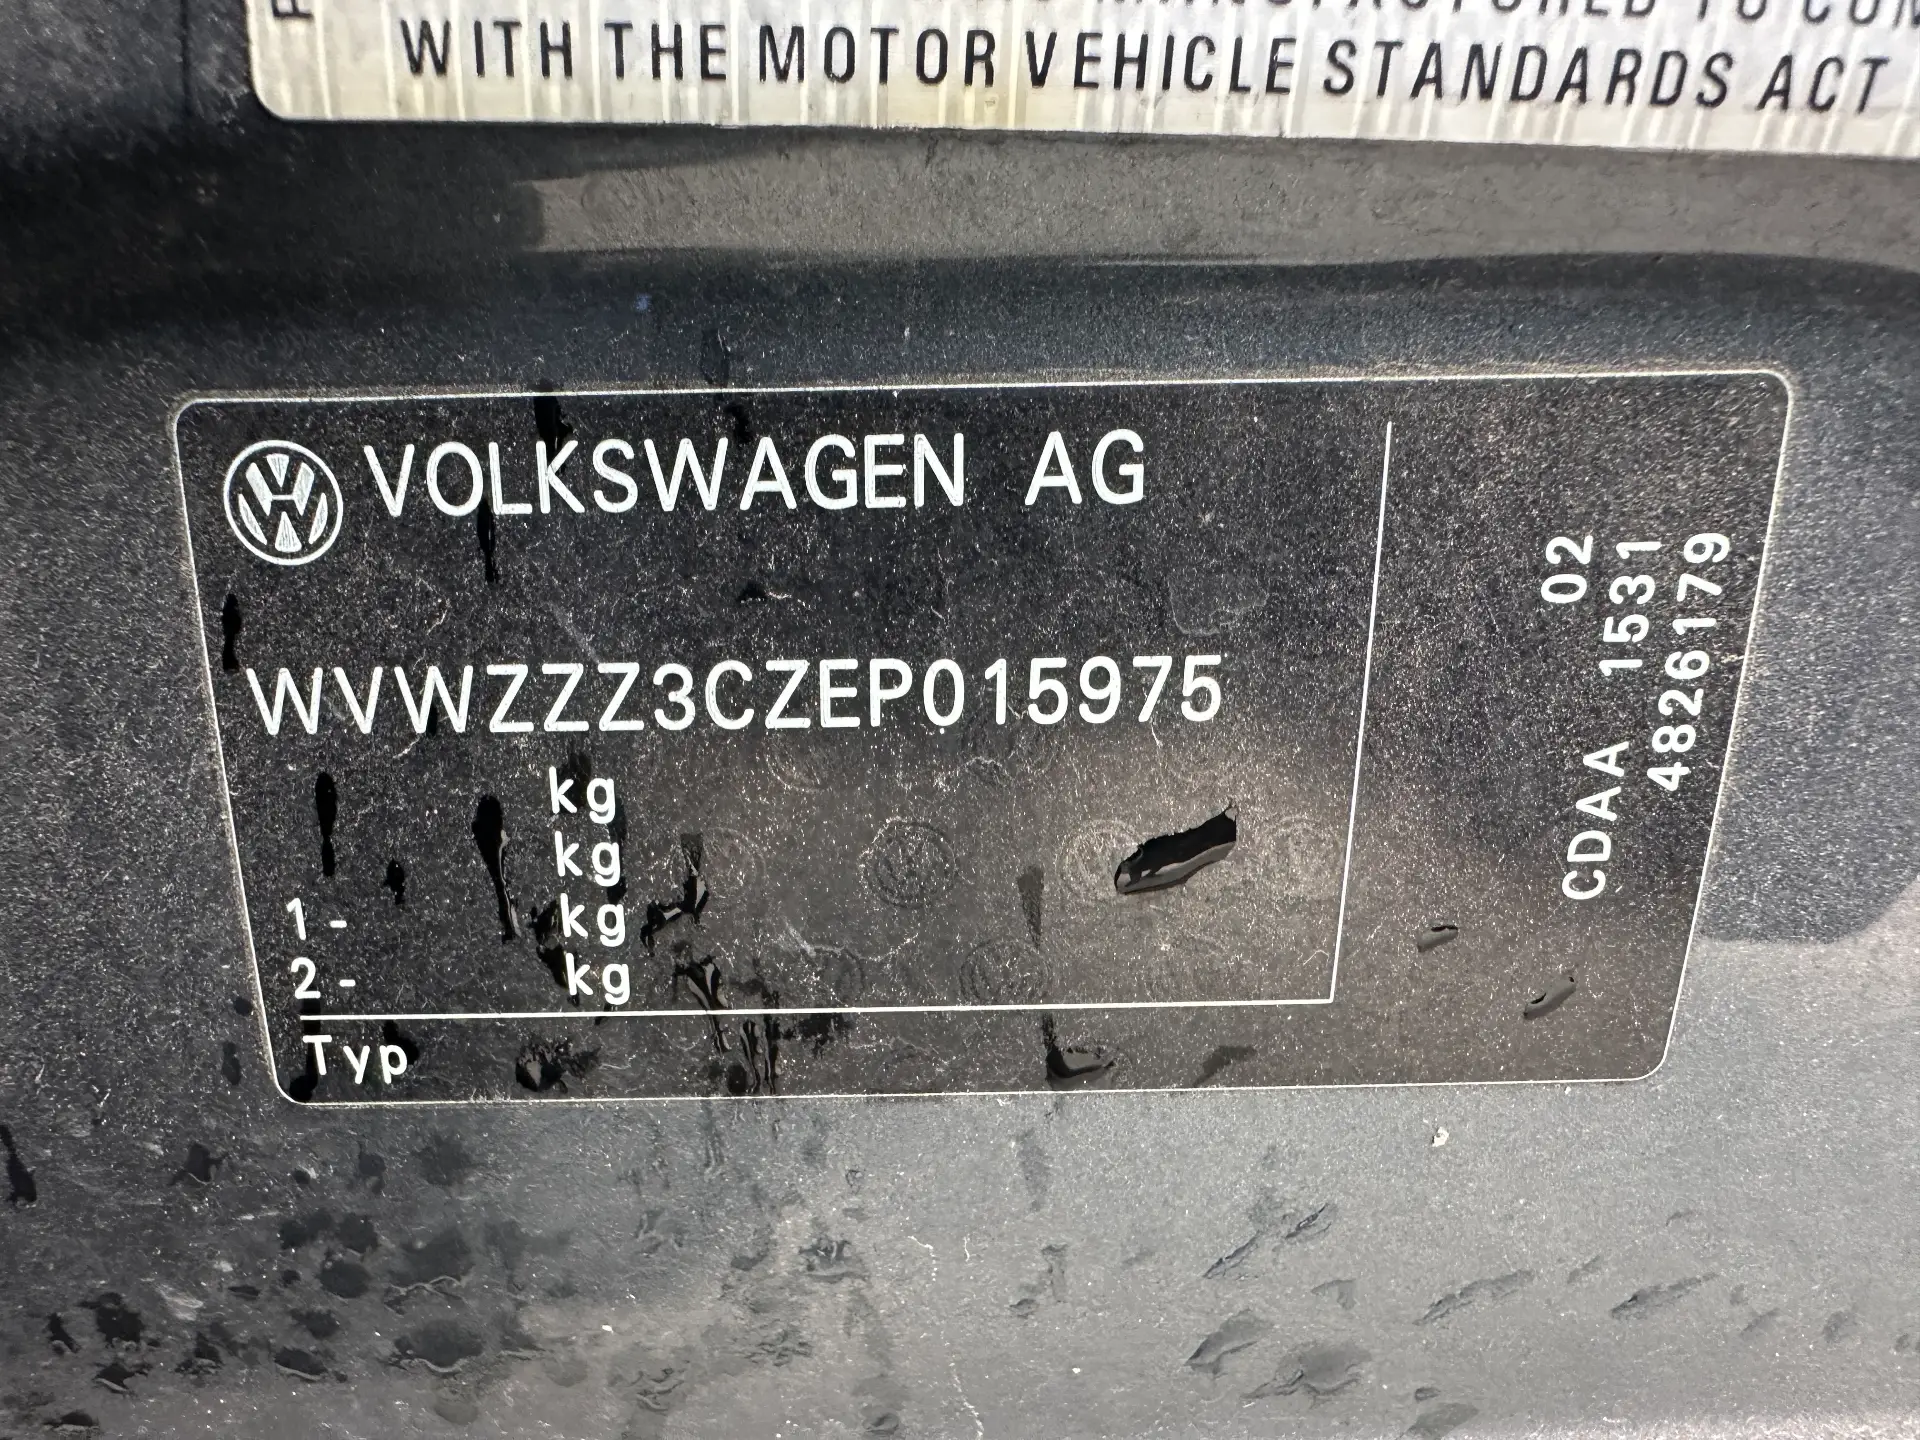 WITH THE MOTOR VEHICLE STANDARDS ACT
VOLKSWAGEN AG
WVWZZZ3CZEP015975
kg
kg
1- kg
2- kg
Typ
CDAA 1531 02
48261179